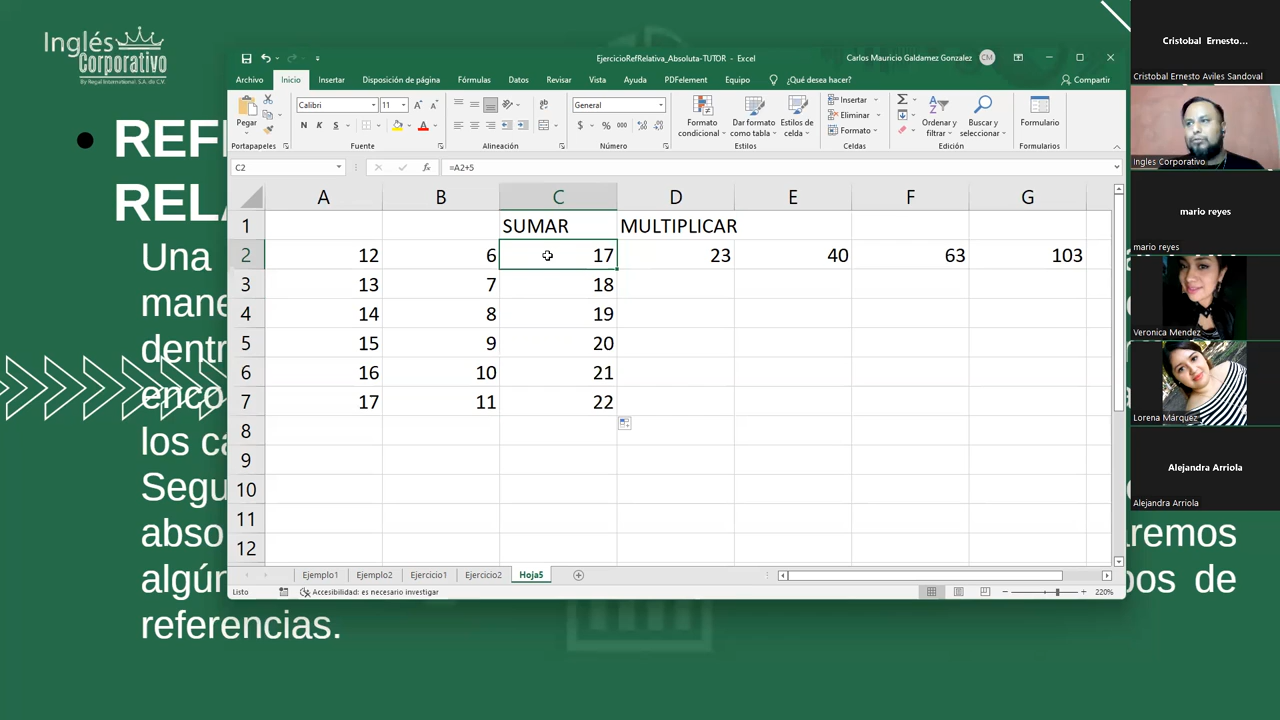 Inglés
Corporativo
By Regal International S.A. de C.V.
EjercicioRefRelativa_Absoluta-TUTOR - Excel
Carlos Mauricio Galdamez Gonzalez
CM
Archivo Inicio Insertar Disposición de página Fórmulas Datos Revisar Vista Ayuda PDFelement Equipo ¿Qué desea hacer? Compartir
Pegar
Calibri 11
N K S
General
$ % 000
Formato condicional
Dar formato como tabla
Estilos de celda
Insertar
Eliminar
Formato
Ordenar y filtrar
Buscar y seleccionar
Formulario
Portapapeles Fuente Alineación Número Estilos Celdas Edición Formularios
C2 fx =A2+5
A B C D E F G
1 SUMAR MULTIPLICAR
2 12 6 17 23 40 63 103
3 13 7 18
4 14 8 19
5 15 9 20
6 16 10 21
7 17 11 22
8
9
10
11
12
Ejemplo1 Ejemplo2 Ejercicio1 Ejercicio2 Hoja5
Listo Accesibilidad: es necesario investigar 220%
REF
REL
Una
mane
dentr
enco
los ca
Segu
abso aremos
algún pos de
referencias.
Cristobal Ernesto...
Cristobal Ernesto Aviles Sandoval
Ingles Corporativo
mario reyes
mario reyes
Veronica Mendez
Lorena Márquez
Alejandra Arriola
Alejandra Arriola